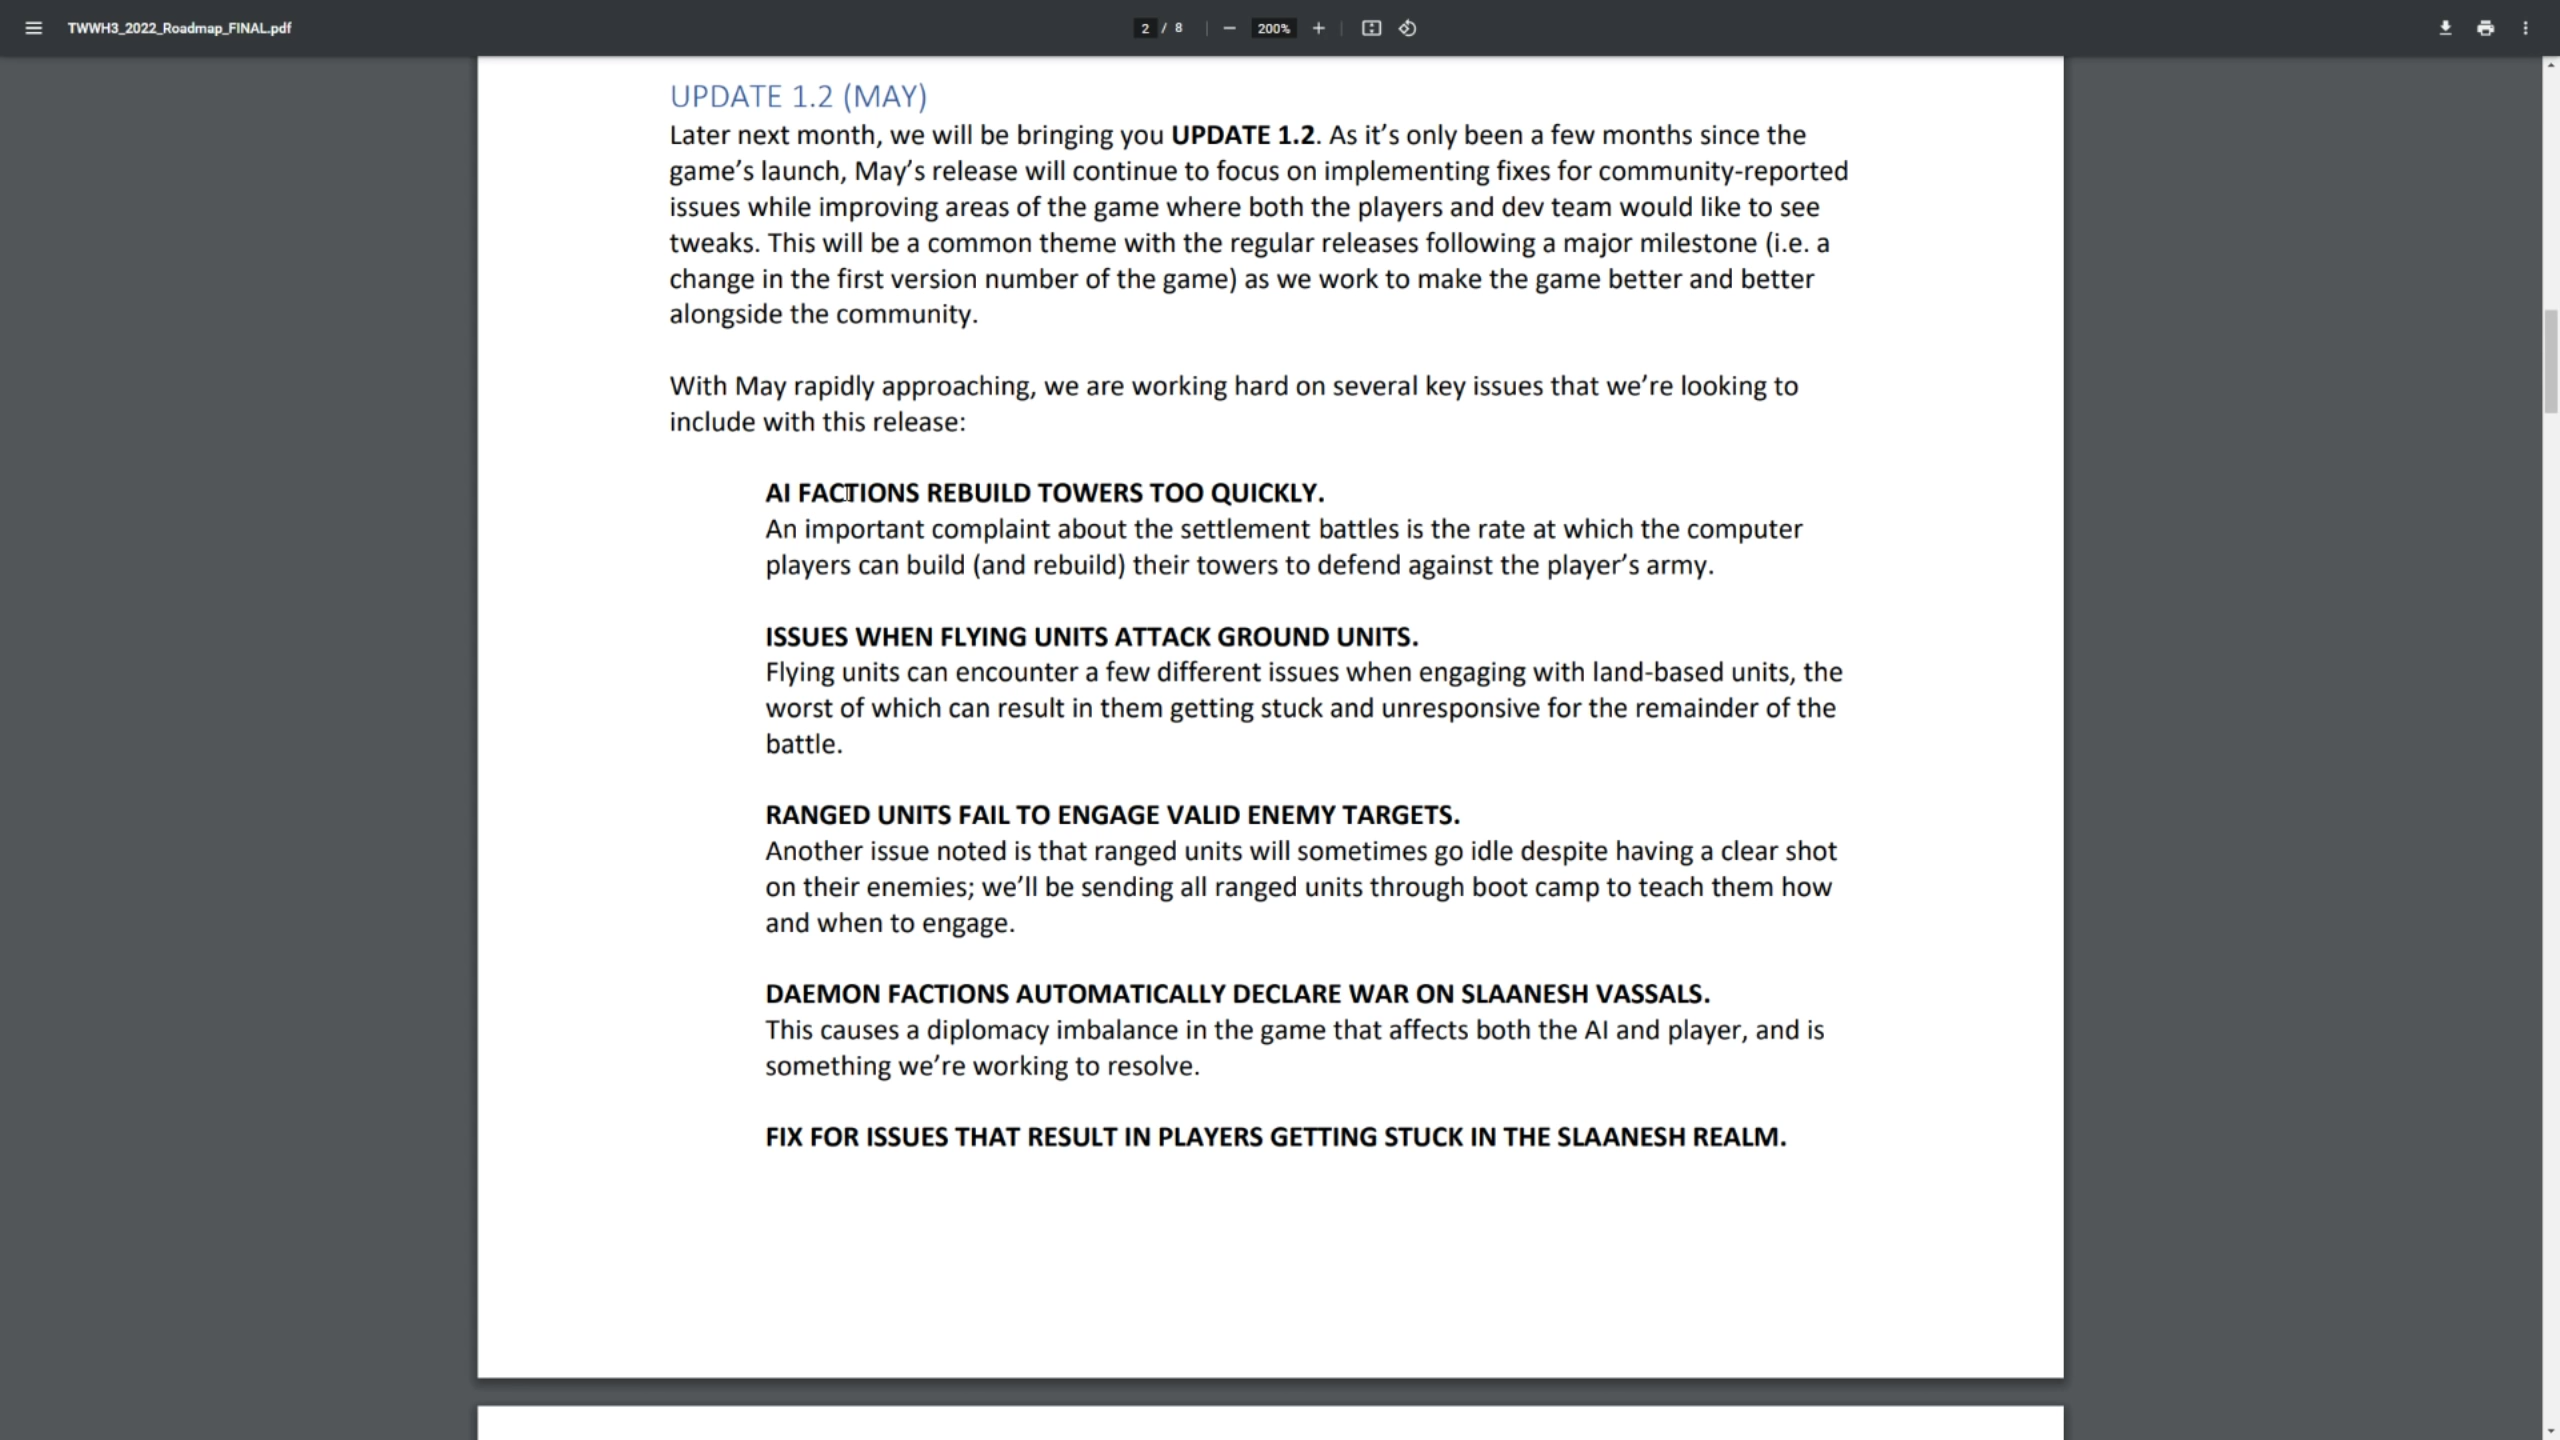 TWWH3_2022_Roadmap_FINAL.pdf
2 / 8
200%
UPDATE 1.2 (MAY)
Later next month, we will be bringing you UPDATE 1.2. As it’s only been a few months since the
game’s launch, May’s release will continue to focus on implementing fixes for community-reported
issues while improving areas of the game where both the players and dev team would like to see
tweaks. This will be a common theme with the regular releases following a major milestone (i.e. a
change in the first version number of the game) as we work to make the game better and better
alongside the community.
With May rapidly approaching, we are working hard on several key issues that we’re looking to
include with this release:
AI FACTIONS REBUILD TOWERS TOO QUICKLY.
An important complaint about the settlement battles is the rate at which the computer
players can build (and rebuild) their towers to defend against the player’s army.
ISSUES WHEN FLYING UNITS ATTACK GROUND UNITS.
Flying units can encounter a few different issues when engaging with land-based units, the
worst of which can result in them getting stuck and unresponsive for the remainder of the
battle.
RANGED UNITS FAIL TO ENGAGE VALID ENEMY TARGETS.
Another issue noted is that ranged units will sometimes go idle despite having a clear shot
on their enemies; we’ll be sending all ranged units through boot camp to teach them how
and when to engage.
DAEMON FACTIONS AUTOMATICALLY DECLARE WAR ON SLAANESH VASSALS.
This causes a diplomacy imbalance in the game that affects both the AI and player, and is
something we’re working to resolve.
FIX FOR ISSUES THAT RESULT IN PLAYERS GETTING STUCK IN THE SLAANESH REALM.